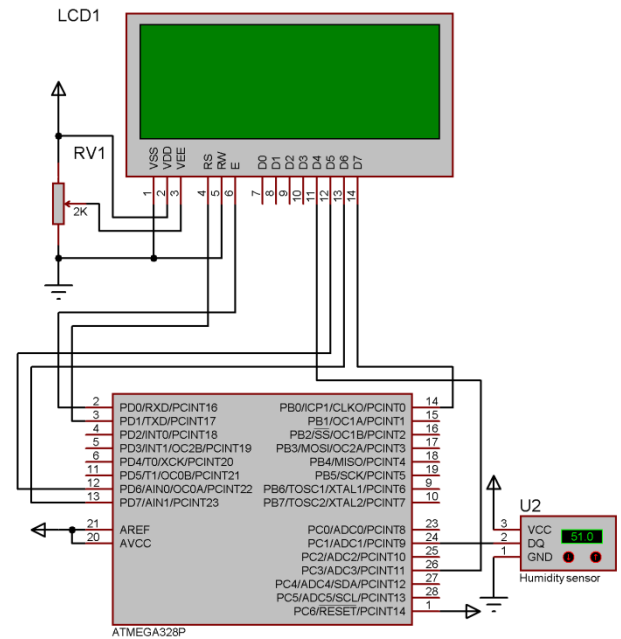 LCD1
VSS VDD VEE RS RW E D0 D1 D2 D3 D4 D5 D6 D7
1 2 3 4 5 6 7 8 9 10 11 12 13 14
RV1
2K
2 PD0/RXD/PCINT16 PB0/ICP1/CLKO/PCINT0 14
3 PD1/TXD/PCINT17 PB1/OC1A/PCINT1 15
4 PD2/INT0/PCINT18 PB2/SS/OC1B/PCINT2 16
5 PD3/INT1/OC2B/PCINT19 PB3/MOSI/OC2A/PCINT3 17
6 PD4/T0/XCK/PCINT20 PB4/MISO/PCINT4 18
11 PD5/T1/OC0B/PCINT21 PB5/SCK/PCINT5 19
12 PD6/AIN0/OC0A/PCINT22 PB6/TOSC1/XTAL1/PCINT6 9
13 PD7/AIN1/PCINT23 PB7/TOSC2/XTAL2/PCINT7 10
21 AREF PC0/ADC0/PCINT8 23
20 AVCC PC1/ADC1/PCINT9 24
PC2/ADC2/PCINT10 25
PC3/ADC3/PCINT11 26
PC4/ADC4/SDA/PCINT12 27
PC5/ADC5/SCL/PCINT13 28
PC6/RESET/PCINT14 1
ATMEGA328P
U2
3 VCC 51.0
2 DQ
1 GND
Humidity sensor